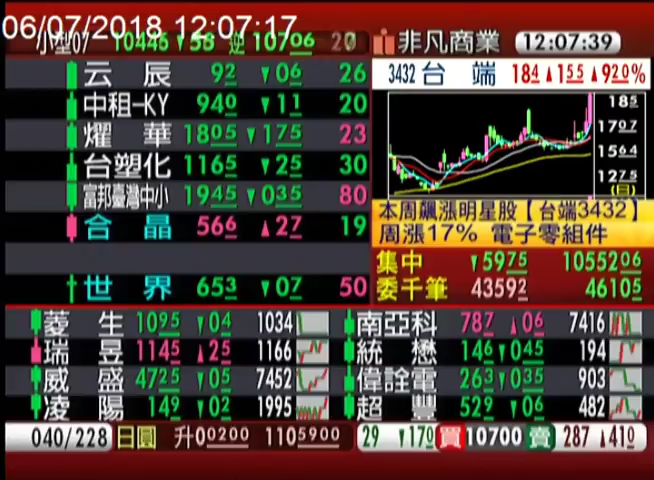 06/07/2018 12:07:17
小型07 10445 ▼58 逆 10706 20
非凡商業 12:07:39
云辰 92 ▼06 26
3432 台端 184 ▲155 ▲920%
中租-KY 940 ▼11 20
燿華 1805 ▼175 23
台塑化 1165 ▼25 30
富邦臺灣中小 1945 ▼035 80
合晶 566 ▲27 19
世界 653 ▼07 50
185
1707
1564
1275
(日)
本周飆漲明星股【台端3432】
周漲17% 電子零組件
集中 ▼5975 1055206
委千筆 43592 46105
菱生 1095 ▼04 1034
南亞科 787 ▲06 7416
瑞昱 1145 ▲25 1166
統懋 146 ▼045 194
威盛 4725 ▼05 7452
偉詮電 263 ▼035 903
凌陽 149 ▼02 1995
超豐 529 ▼06 482
040/228 日圓 升00200 1105900 29 ▼170 買 10700 賣 287 ▲410